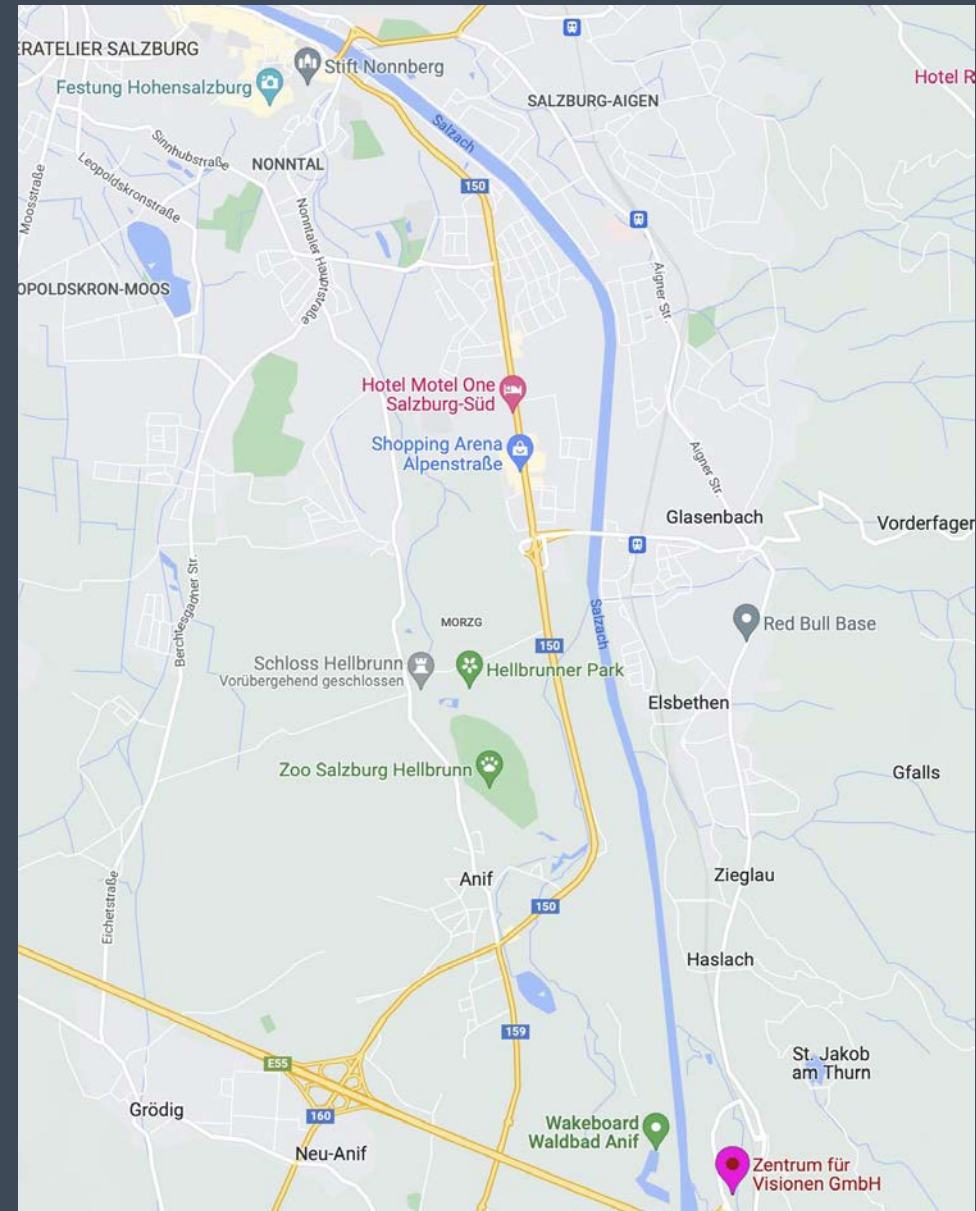 ERATELIER SALZBURG
Stift Nonnberg
Festung Hohensalzburg
Hotel R
SALZBURG-AIGEN
Salzach
Sinnhubstraße
NONNTAL
Leopoldskronstraße
Moosstraße
150
Nonntaler Hauptstraße
OPOLDSKRON-MOOS
Aigner Str.
Hotel Motel One
Salzburg-Süd
Shopping Arena
Alpenstraße
Aigner Str.
Glasenbach
Vorderfager
Berchtesgadner Str.
Salzach
MORZG
Red Bull Base
150
Schloss Hellbrunn
Vorübergehend geschlossen
Hellbrunner Park
Elsbethen
Zoo Salzburg Hellbrunn
Gfalls
Anif
Zieglau
Eichetstraße
150
Haslach
159
St. Jakob
am Thurn
E55
Grödig
160
Wakeboard
Waldbad Anif
Neu-Anif
Zentrum für
Visionen GmbH